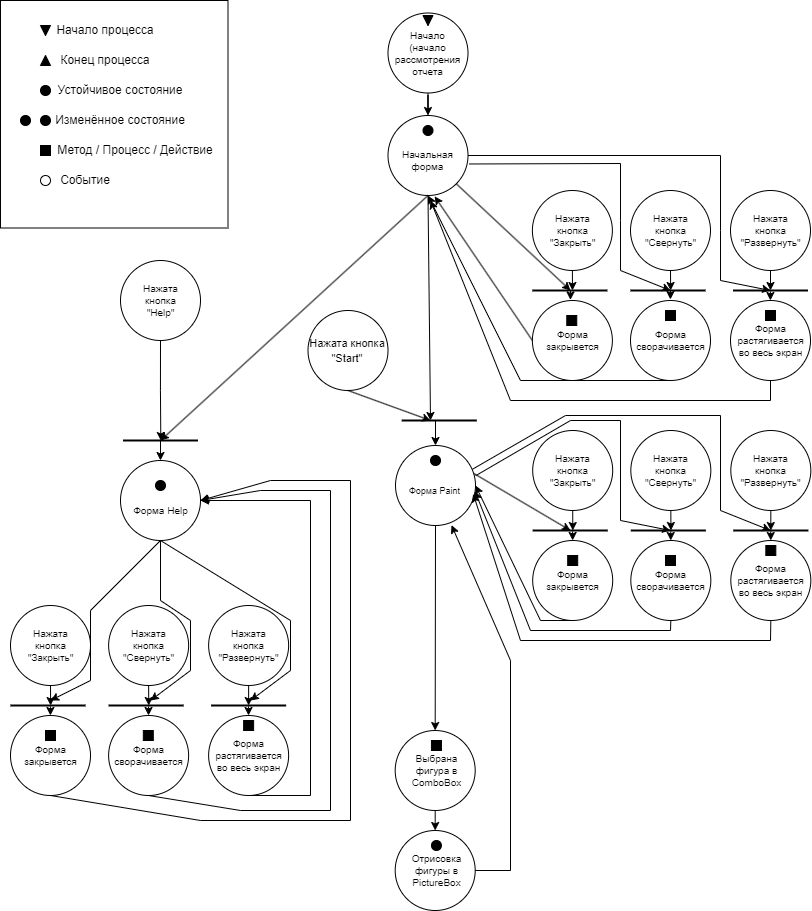 Начало процесса
Конец процесса
Устойчивое состояние
Изменённое состояние
Метод / Процесс / Действие
Событие
Начало
(начало
рассмотрения
отчета
Начальная
форма
Нажата
кнопка
"Закрыть"
Нажата
кнопка
"Свернуть"
Нажата
кнопка
"Развернуть"
Форма
закрывется
Форма
сворачивается
Форма
растягивается
во весь экран
Нажата
кнопка
"Help"
Нажата кнопка
"Start"
Форма Help
Форма Paint
Нажата
кнопка
"Закрыть"
Нажата
кнопка
"Свернуть"
Нажата
кнопка
"Развернуть"
Форма
закрывется
Форма
сворачивается
Форма
растягивается
во весь экран
Нажата
кнопка
"Закрыть"
Нажата
кнопка
"Свернуть"
Нажата
кнопка
"Развернуть"
Форма
закрывется
Форма
сворачивается
Форма
растягивается
во весь экран
Выбрана
фигура в
ComboBox
Отрисовка
фигуры в
PictureBox